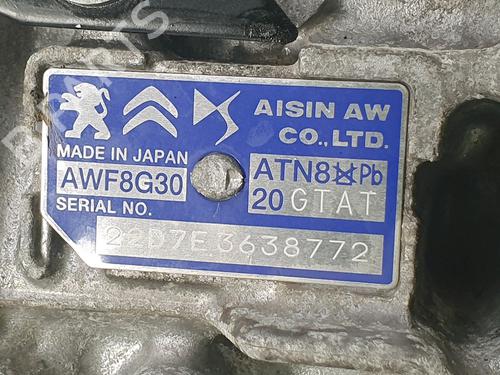 AISIN AW
CO., LTD.
MADE IN JAPAN
AWF8G30
ATN8 Pb
20 GTAT
SERIAL NO.
22D7E3638772